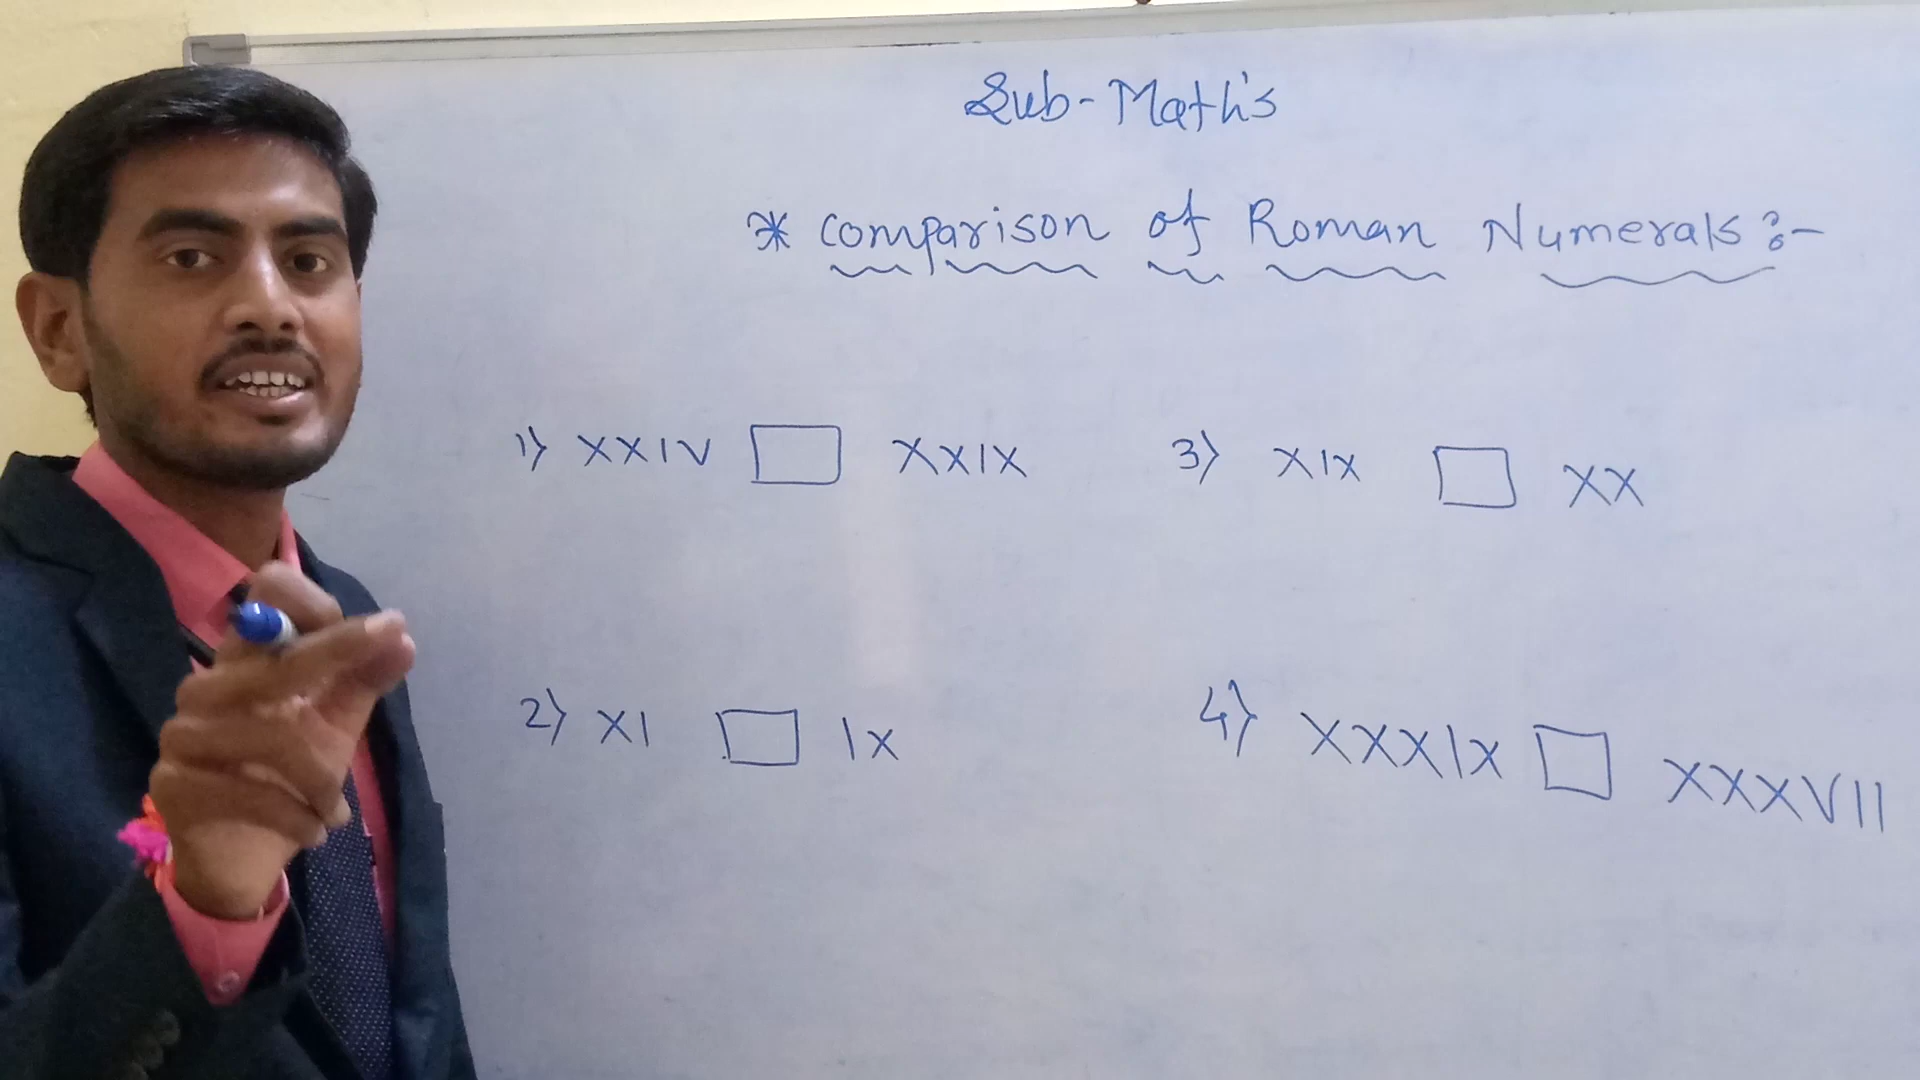 Sub-Math's
* Comparison of Roman Numerals :-
1) XXIV □ XXIX
2) XI □ IX
3) XIX □ XX
4) XXXIX □ XXXVII